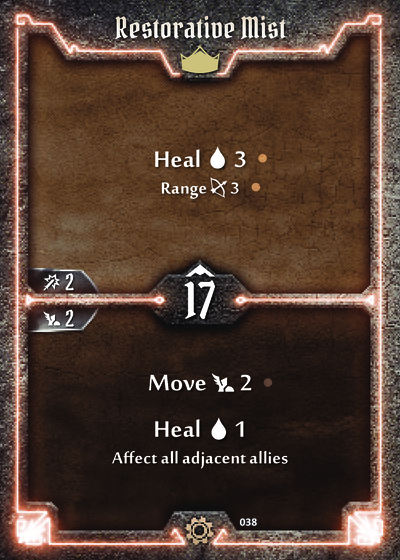 Restorative Mist
Heal 3
Range 3
2
17
2
Move 2
Heal 1
Affect all adjacent allies
038